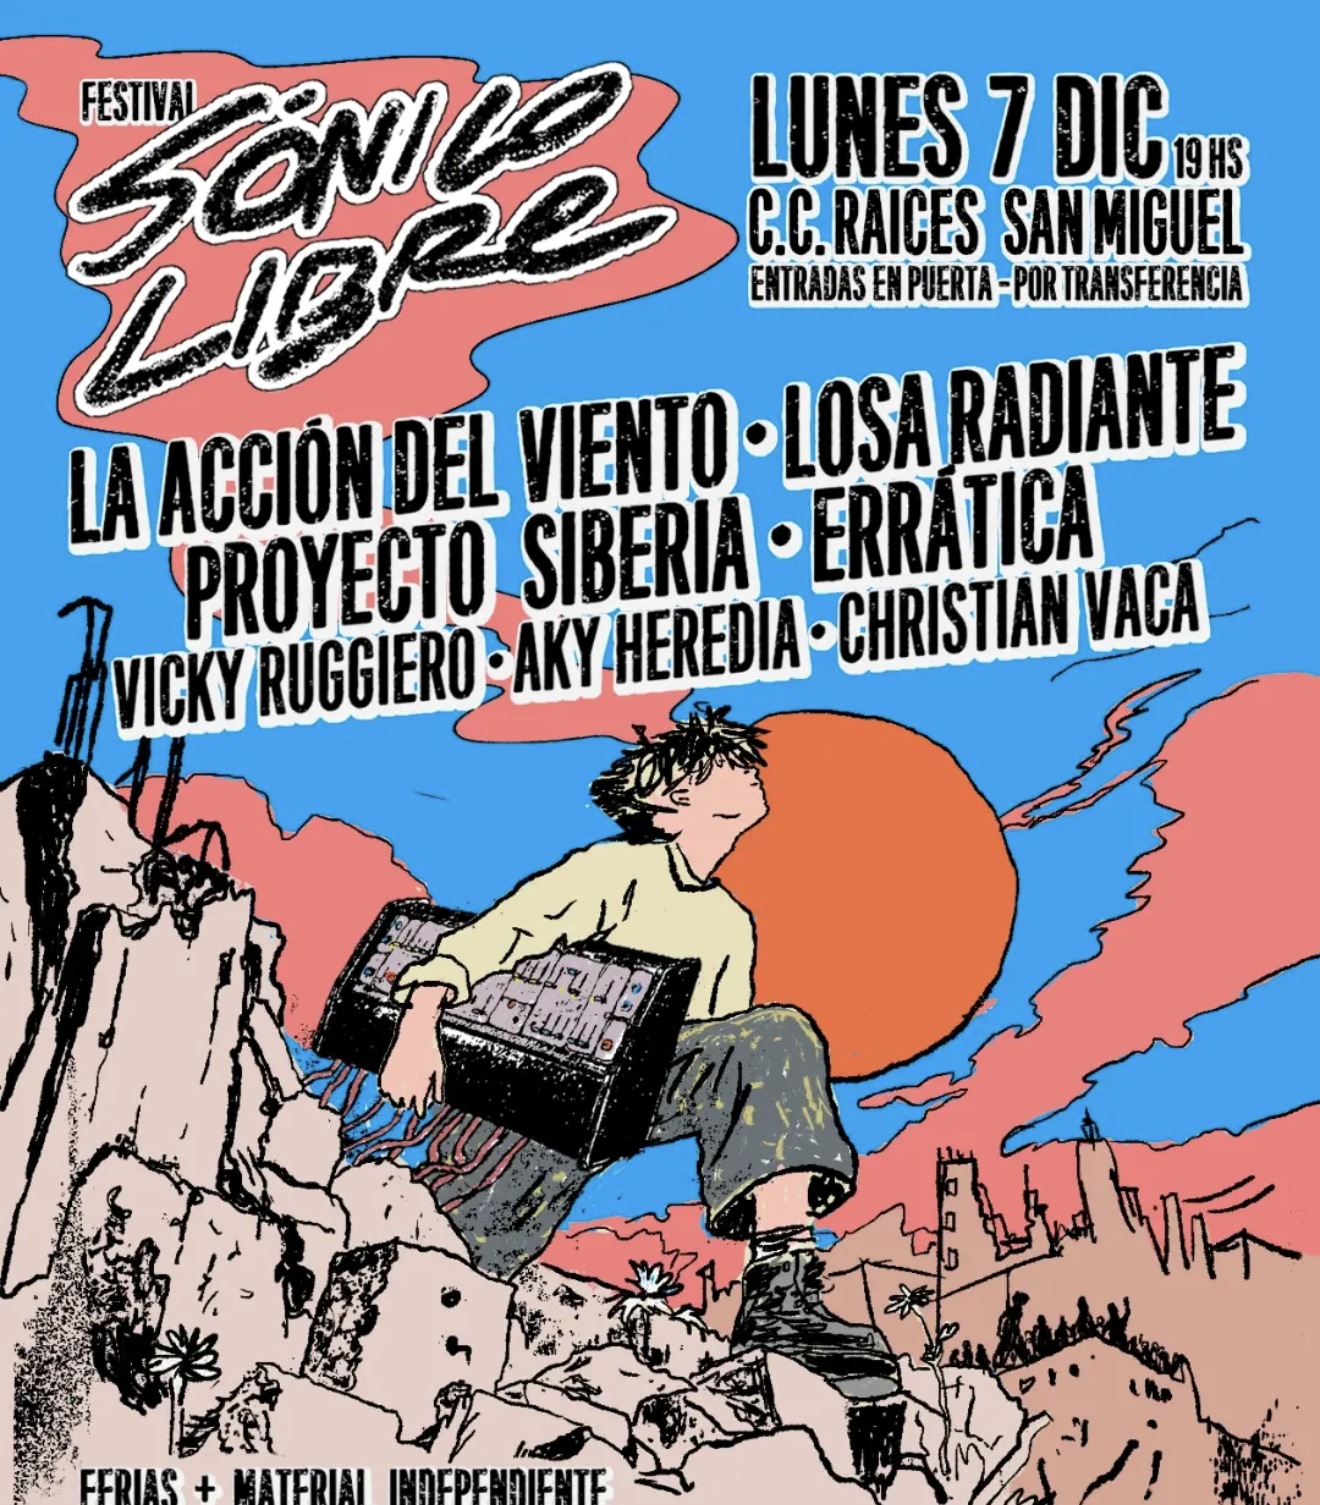 FESTIVAL
SÖNILO
LIBRE
LUNES 7 DIC 19 HS
C.C. RAICES SAN MIGUEL
ENTRADAS EN PUERTA - POR TRANSFERENCIA
LA ACCIÓN DEL VIENTO • LOSA RADIANTE
PROYECTO SIBERIA • ERRÁTICA
VICKY RUGGIERO • AKY HEREDIA • CHRISTIAN VACA
FERIAS + MATERIAL INDEPENDIENTE